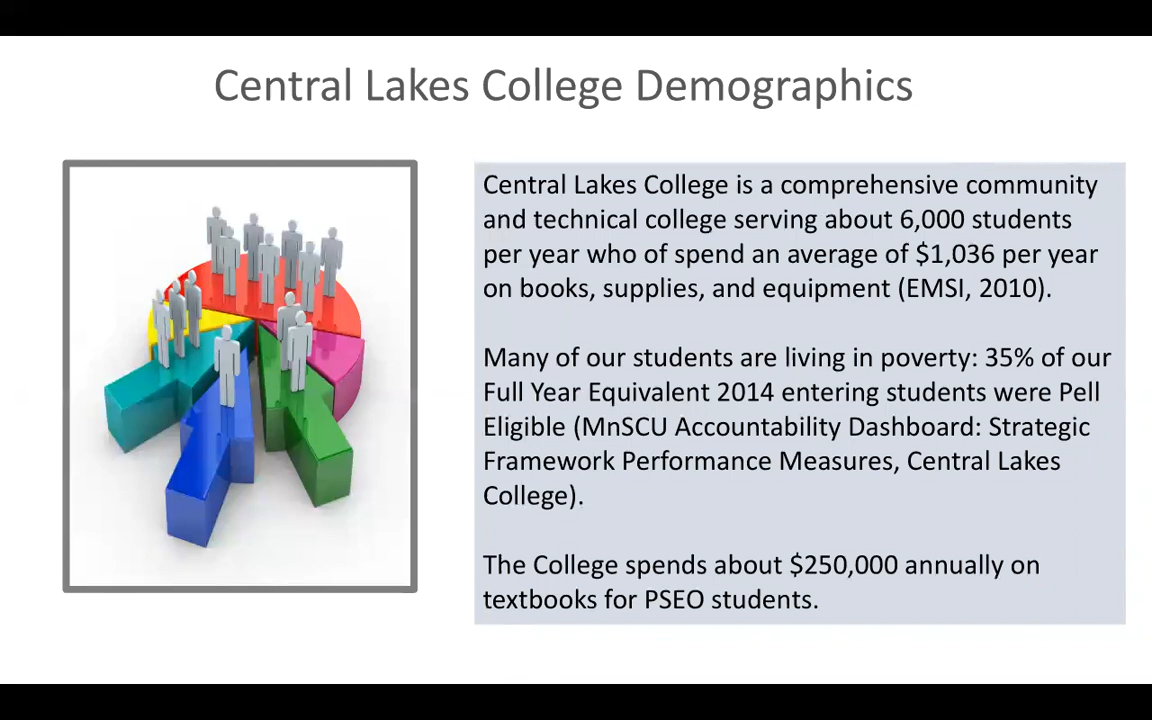 Central Lakes College Demographics
Central Lakes College is a comprehensive community
and technical college serving about 6,000 students
per year who of spend an average of $1,036 per year
on books, supplies, and equipment (EMSI, 2010).
Many of our students are living in poverty: 35% of our
Full Year Equivalent 2014 entering students were Pell
Eligible (MnSCU Accountability Dashboard: Strategic
Framework Performance Measures, Central Lakes
College).
The College spends about $250,000 annually on
textbooks for PSEO students.